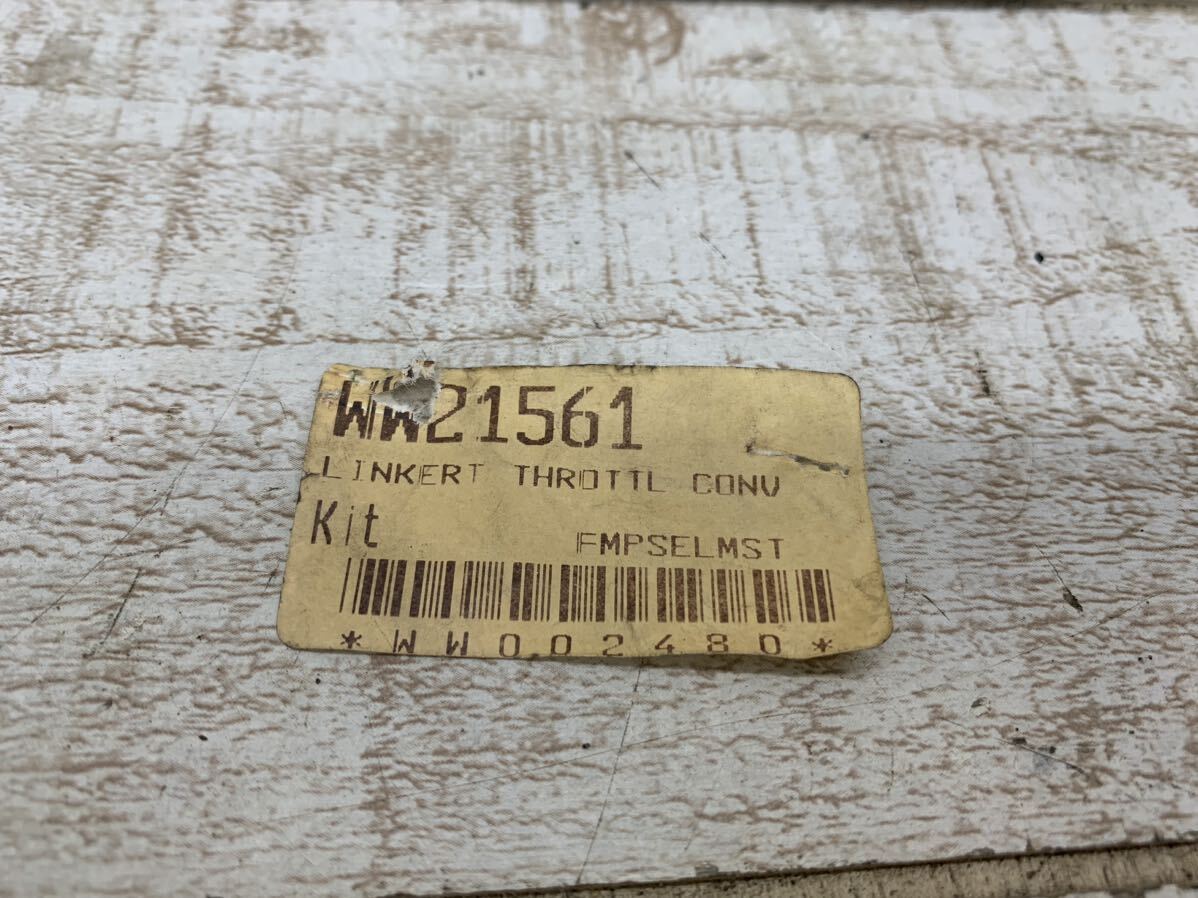 WW21561
LINKERT THROTTL CONV
Kit FMPSELMST
*WW002480*